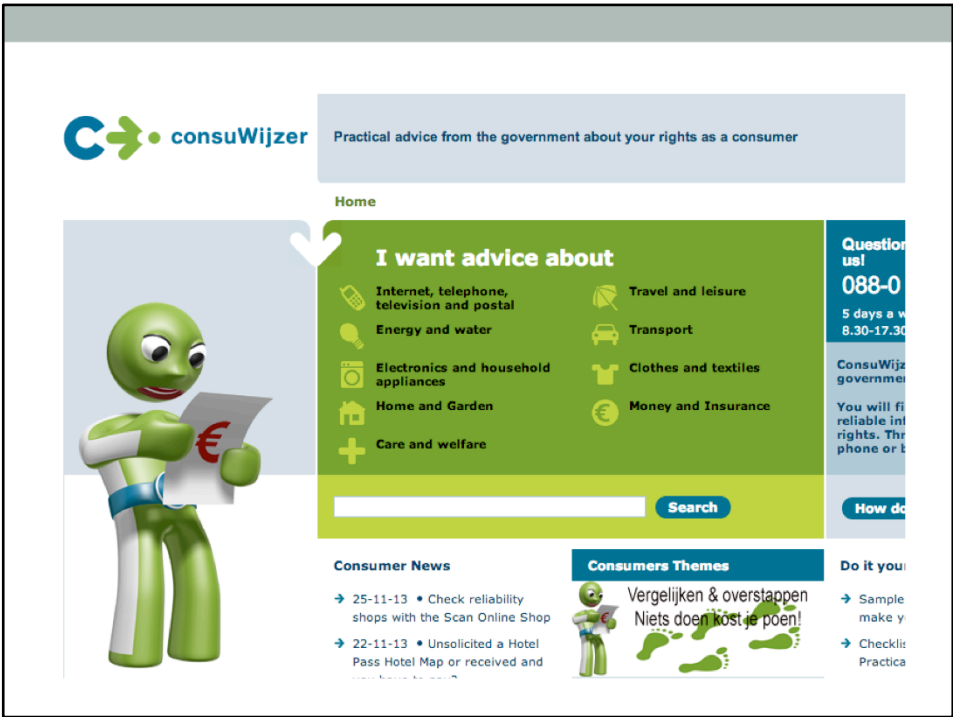 consuWijzer
Practical advice from the government about your rights as a consumer
Home
I want advice about
Internet, telephone,
television and postal
Energy and water
Electronics and household
appliances
Home and Garden
Care and welfare
Travel and leisure
Transport
Clothes and textiles
Money and Insurance
€
Search
Question
us!
088-0
5 days a w
8.30-17.30
ConsuWijz
governmen
You will fi
reliable inf
rights. Thr
phone or b
How do
Consumer News
25-11-13 • Check reliability
shops with the Scan Online Shop
22-11-13 • Unsolicited a Hotel
Pass Hotel Map or received and
Consumers Themes
Vergelijken & overstappen
Niets doen kost je poen!
Do it your
Sample
make y
Checklis
Practica